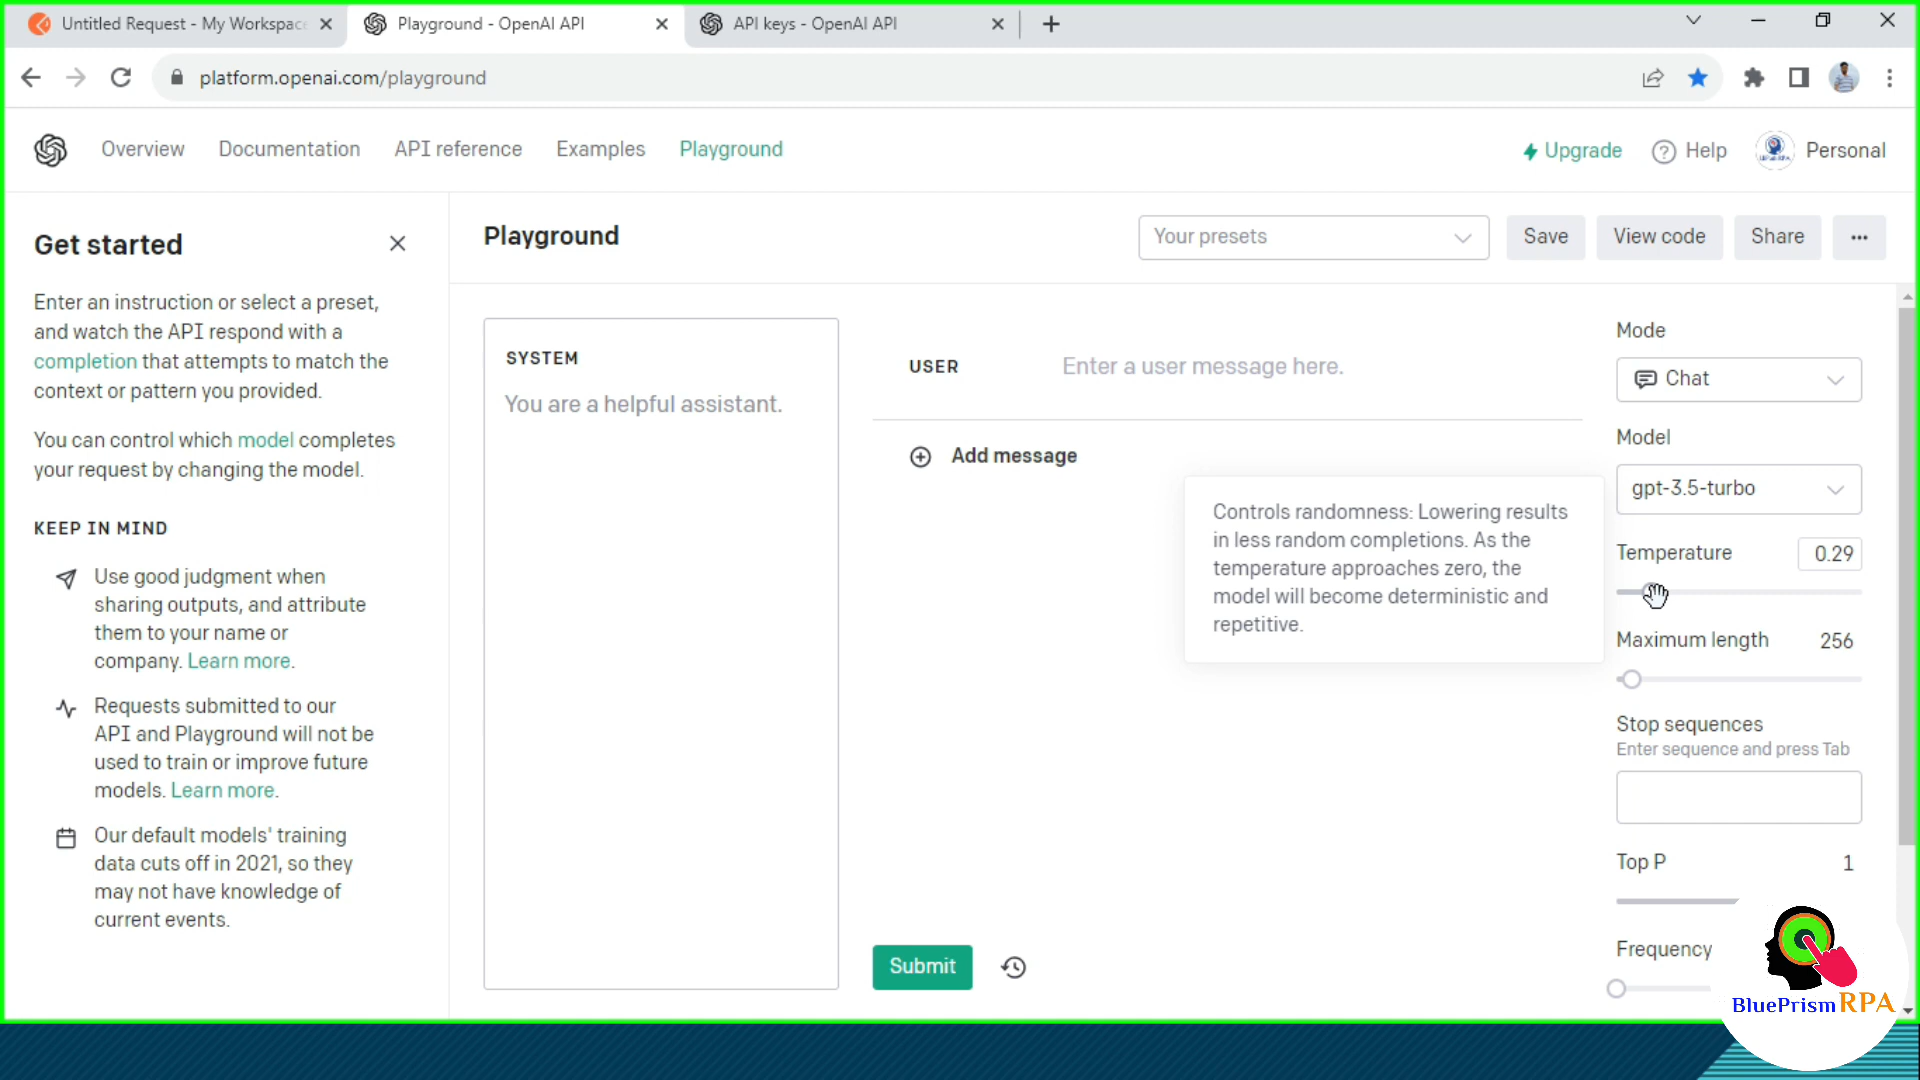 Untitled Request - My Workspace
Playground - OpenAI API
API keys - OpenAI API
platform.openai.com/playground
Overview
Documentation
API reference
Examples
Playground
Upgrade
Help
Personal
Get started
Enter an instruction or select a preset,
and watch the API respond with a
completion that attempts to match the
context or pattern you provided.
You can control which model completes
your request by changing the model.
KEEP IN MIND
Use good judgment when
sharing outputs, and attribute
them to your name or
company. Learn more.
Requests submitted to our
API and Playground will not be
used to train or improve future
models. Learn more.
Our default models' training
data cuts off in 2021, so they
may not have knowledge of
current events.
Playground
Your presets
Save
View code
Share
SYSTEM
You are a helpful assistant.
USER
Enter a user message here.
Add message
Controls randomness: Lowering results
in less random completions. As the
temperature approaches zero, the
model will become deterministic and
repetitive.
Submit
Mode
Chat
Model
gpt-3.5-turbo
Temperature 0.29
Maximum length 256
Stop sequences
Enter sequence and press Tab
Top P 1
Frequency
BluePrism RPA